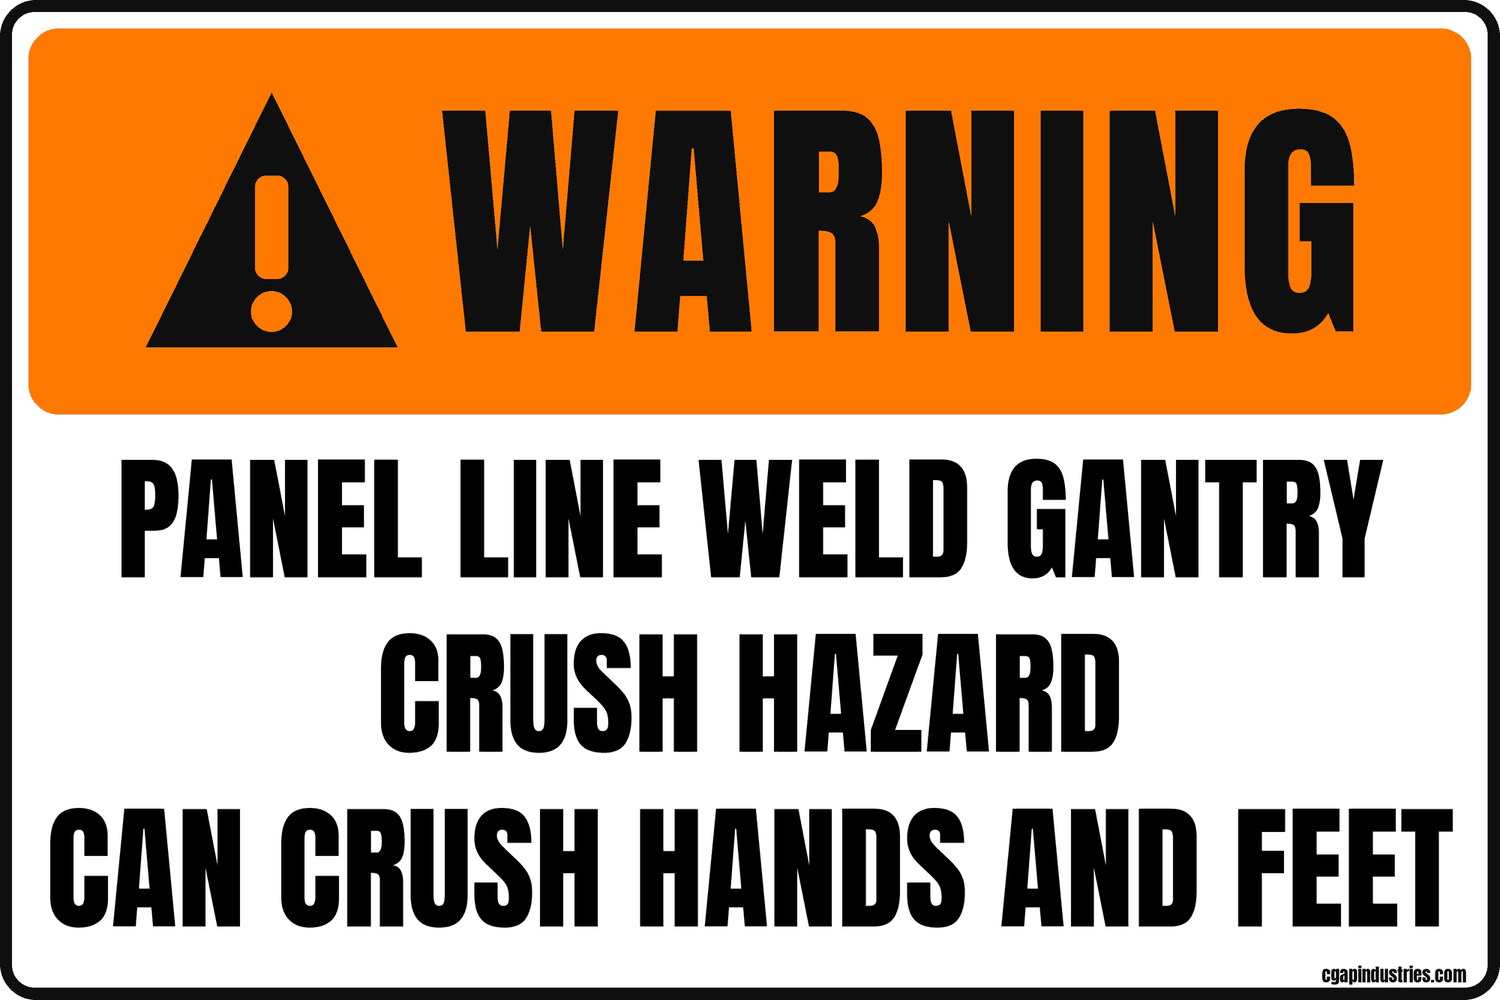 WARNING
PANEL LINE WELD GANTRY
CRUSH HAZARD
CAN CRUSH HANDS AND FEET
cgapindustries.com